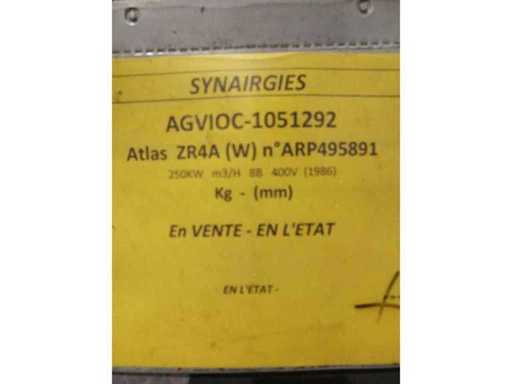 SYNAIRGIES
AGVIOC-1051292
Atlas ZR4A (W) n°ARP495891
250KW m3/H 8B 400V (1986)
Kg - (mm)
En VENTE - EN L'ETAT
EN L'ETAT -